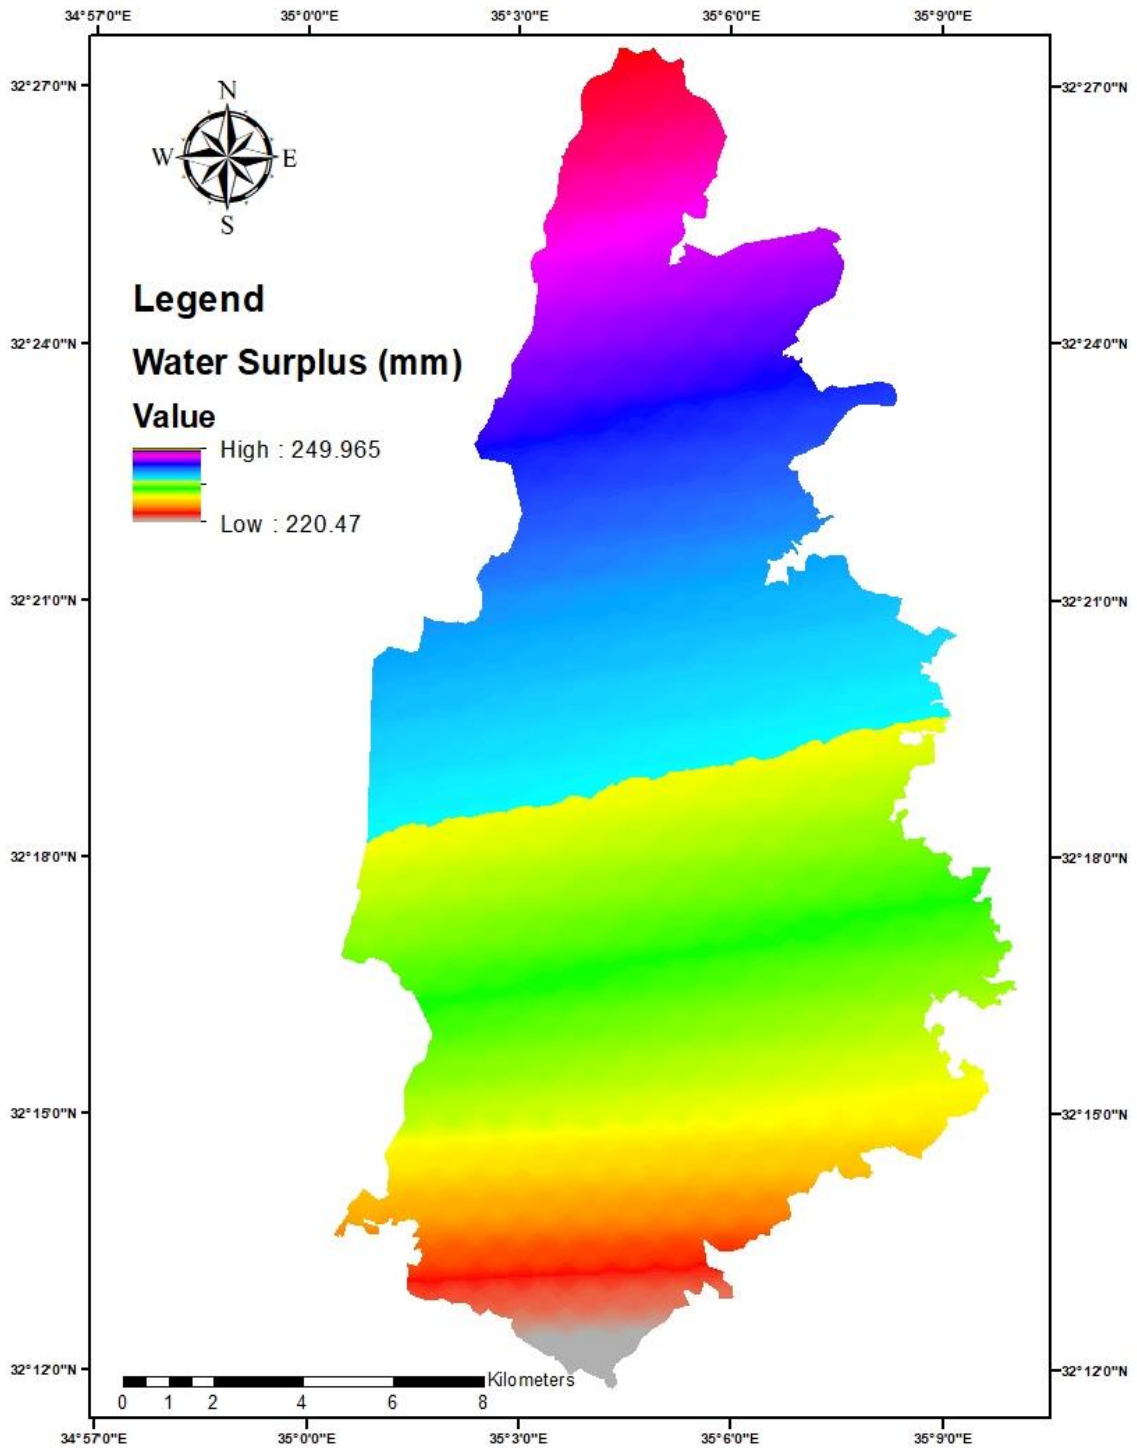 34°57'0"E 35°0'0"E 35°3'0"E 35°6'0"E 35°9'0"E
32°27'0"N 32°27'0"N
N
W E
S
Legend
32°24'0"N 32°24'0"N
Water Surplus (mm)
Value
High : 249.965
Low : 220.47
32°21'0"N 32°21'0"N
32°18'0"N 32°18'0"N
32°15'0"N 32°15'0"N
32°12'0"N 32°12'0"N
Kilometers
0 1 2 4 6 8
34°57'0"E 35°0'0"E 35°3'0"E 35°6'0"E 35°9'0"E